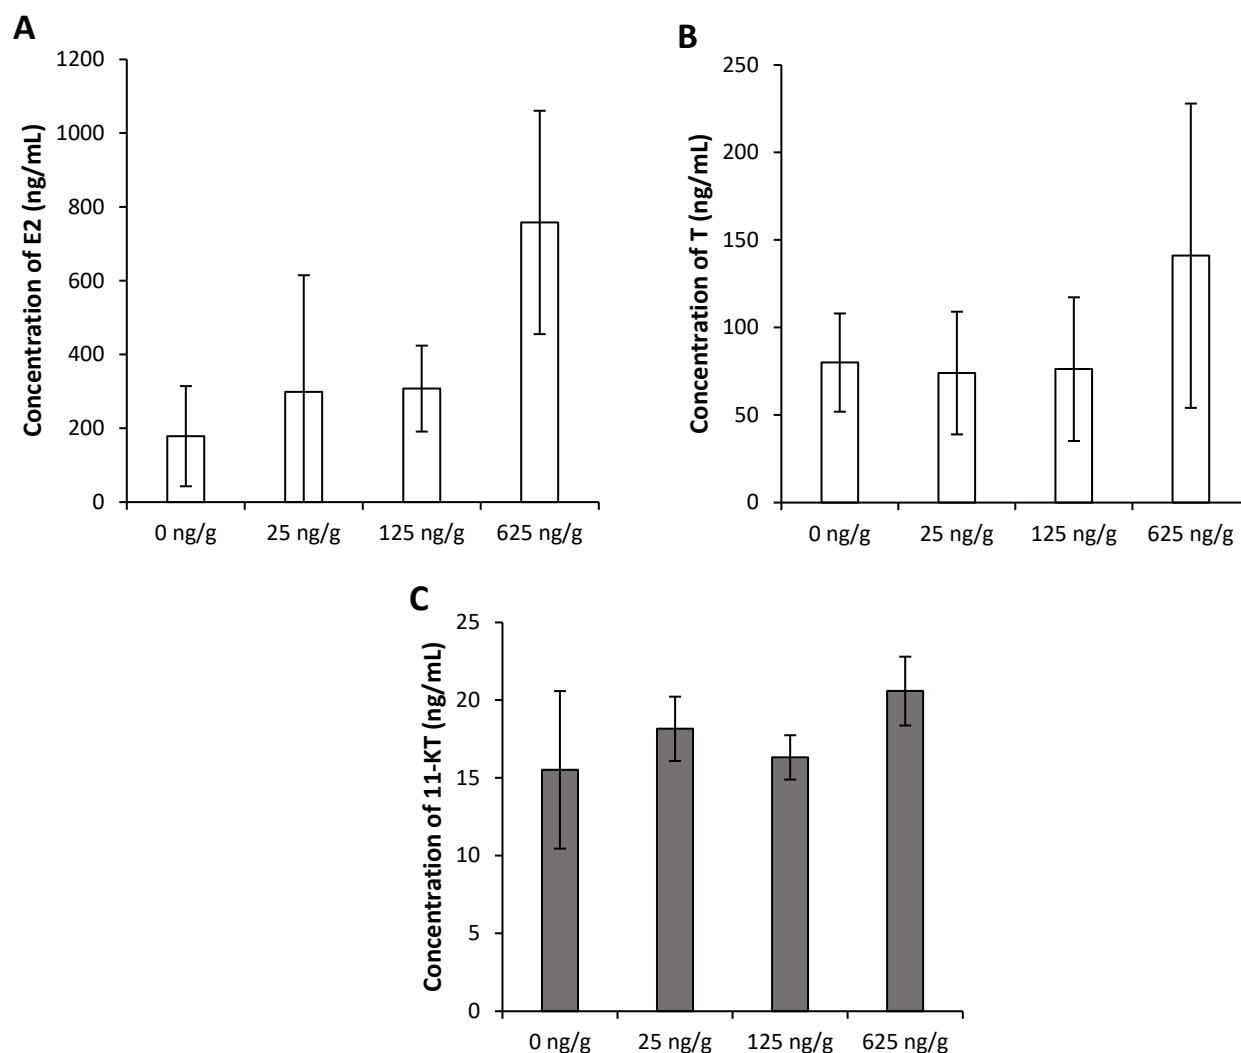 A
Concentration of E2 (ng/mL)
1200
1000
800
600
400
200
0
0 ng/g 25 ng/g 125 ng/g 625 ng/g
B
Concentration of T (ng/mL)
250
200
150
100
50
0
0 ng/g 25 ng/g 125 ng/g 625 ng/g
C
Concentration of 11-KT (ng/mL)
25
20
15
10
5
0
0 ng/g 25 ng/g 125 ng/g 625 ng/g